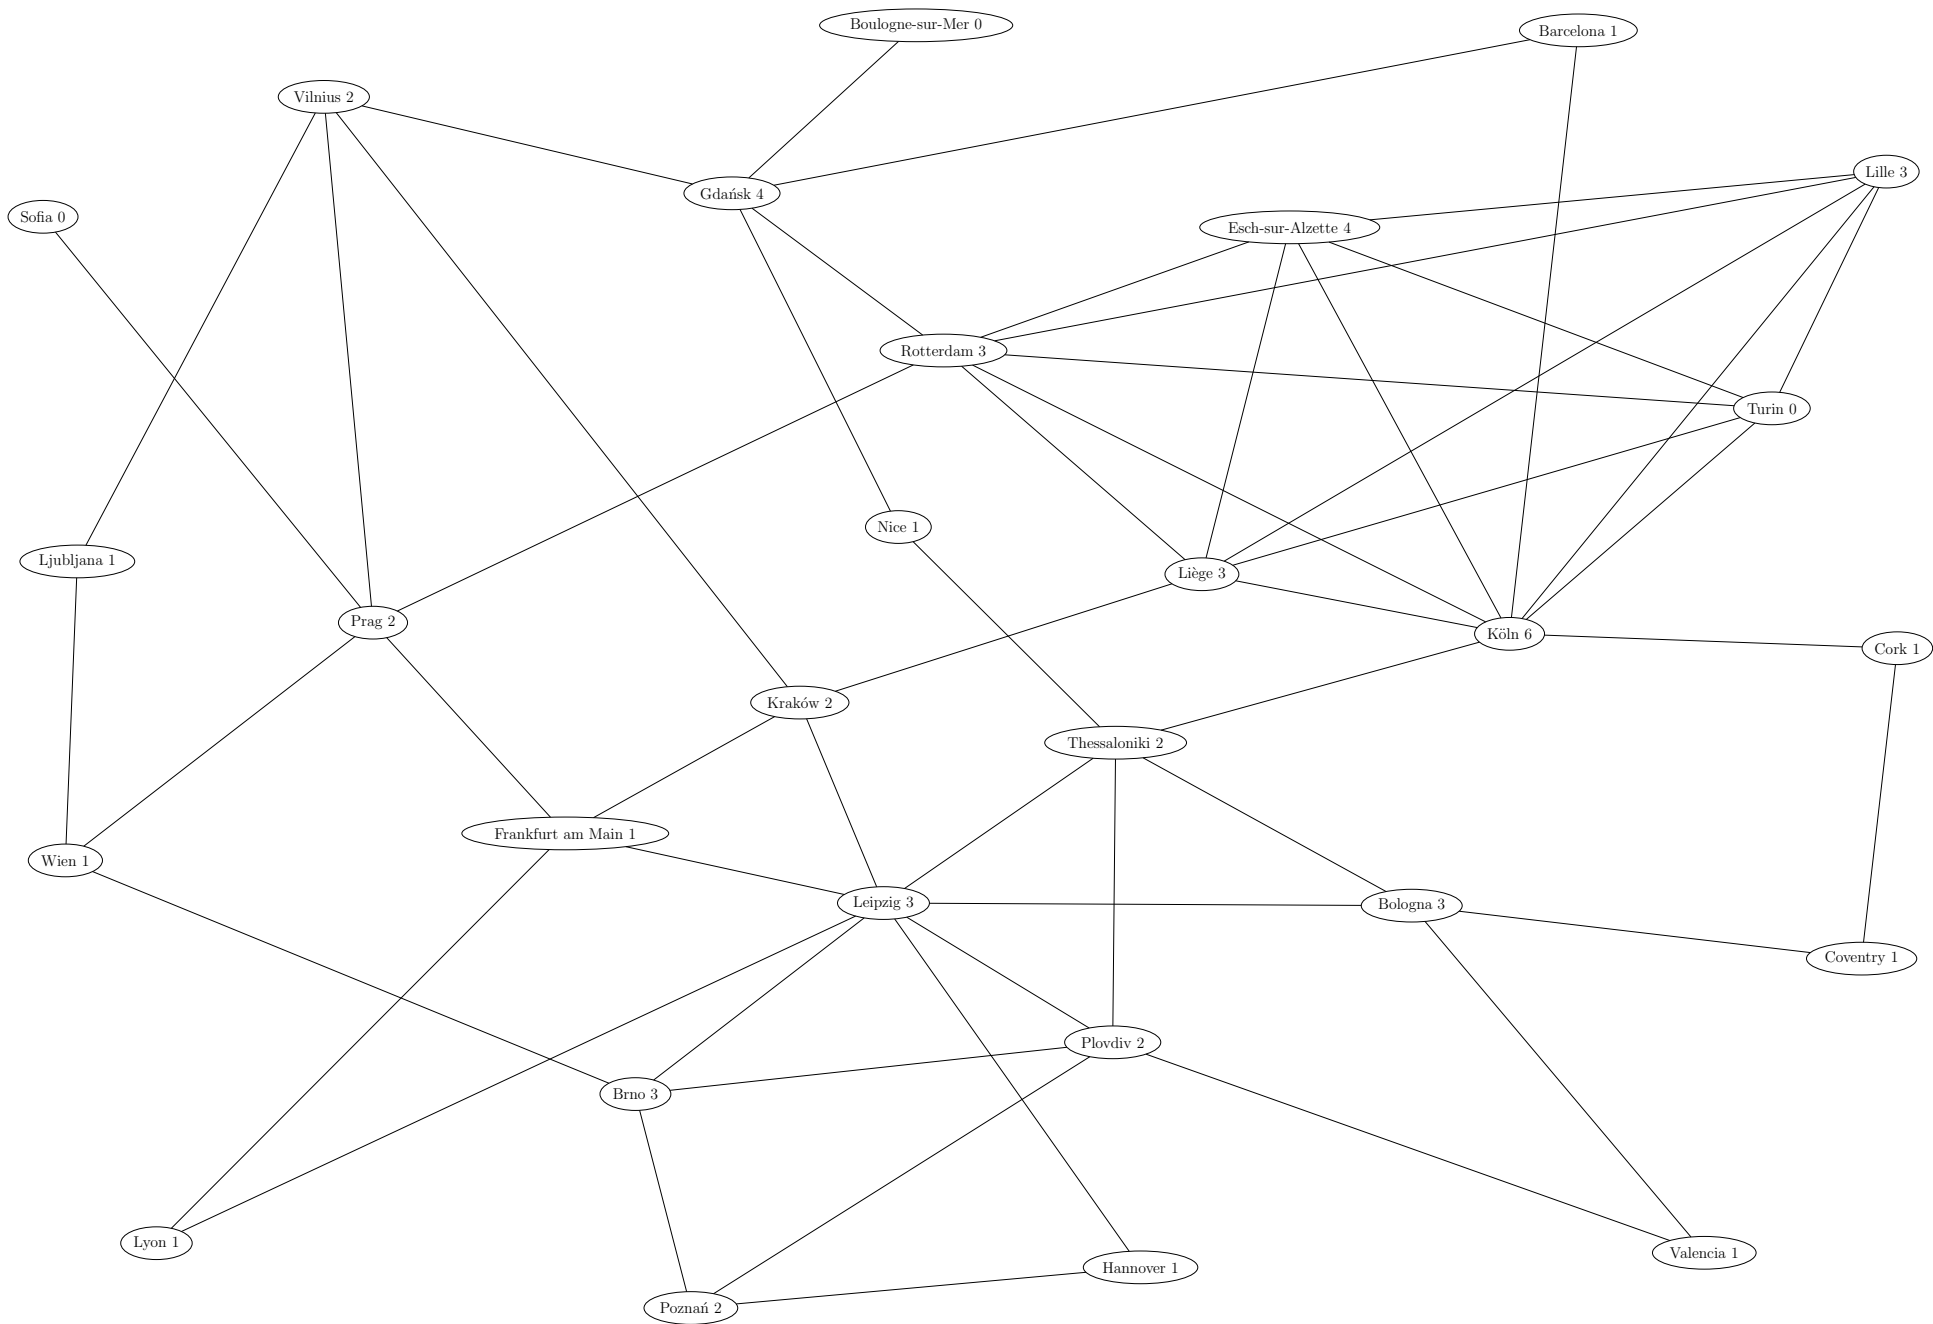 Boulogne-sur-Mer 0
Barcelona 1
Vilnius 2
Lille 3
Gdańsk 4
Sofia 0
Esch-sur-Alzette 4
Rotterdam 3
Turin 0
Nice 1
Ljubljana 1
Liège 3
Prag 2
Köln 6
Cork 1
Kraków 2
Thessaloniki 2
Frankfurt am Main 1
Wien 1
Leipzig 3
Bologna 3
Coventry 1
Plovdiv 2
Brno 3
Lyon 1
Valencia 1
Hannover 1
Poznań 2